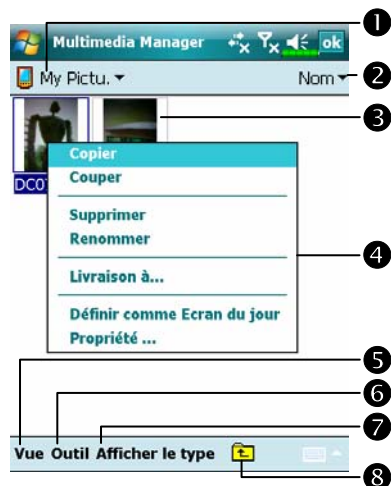 Multimedia Manager ok
My Pictu. Nom
DC07
Copier
Couper
Supprimer
Renommer
Livraison à...
Définir comme Ecran du jour
Propriété ...
Vue Outil Afficher le type
1
2
3
4
5
6
7
8